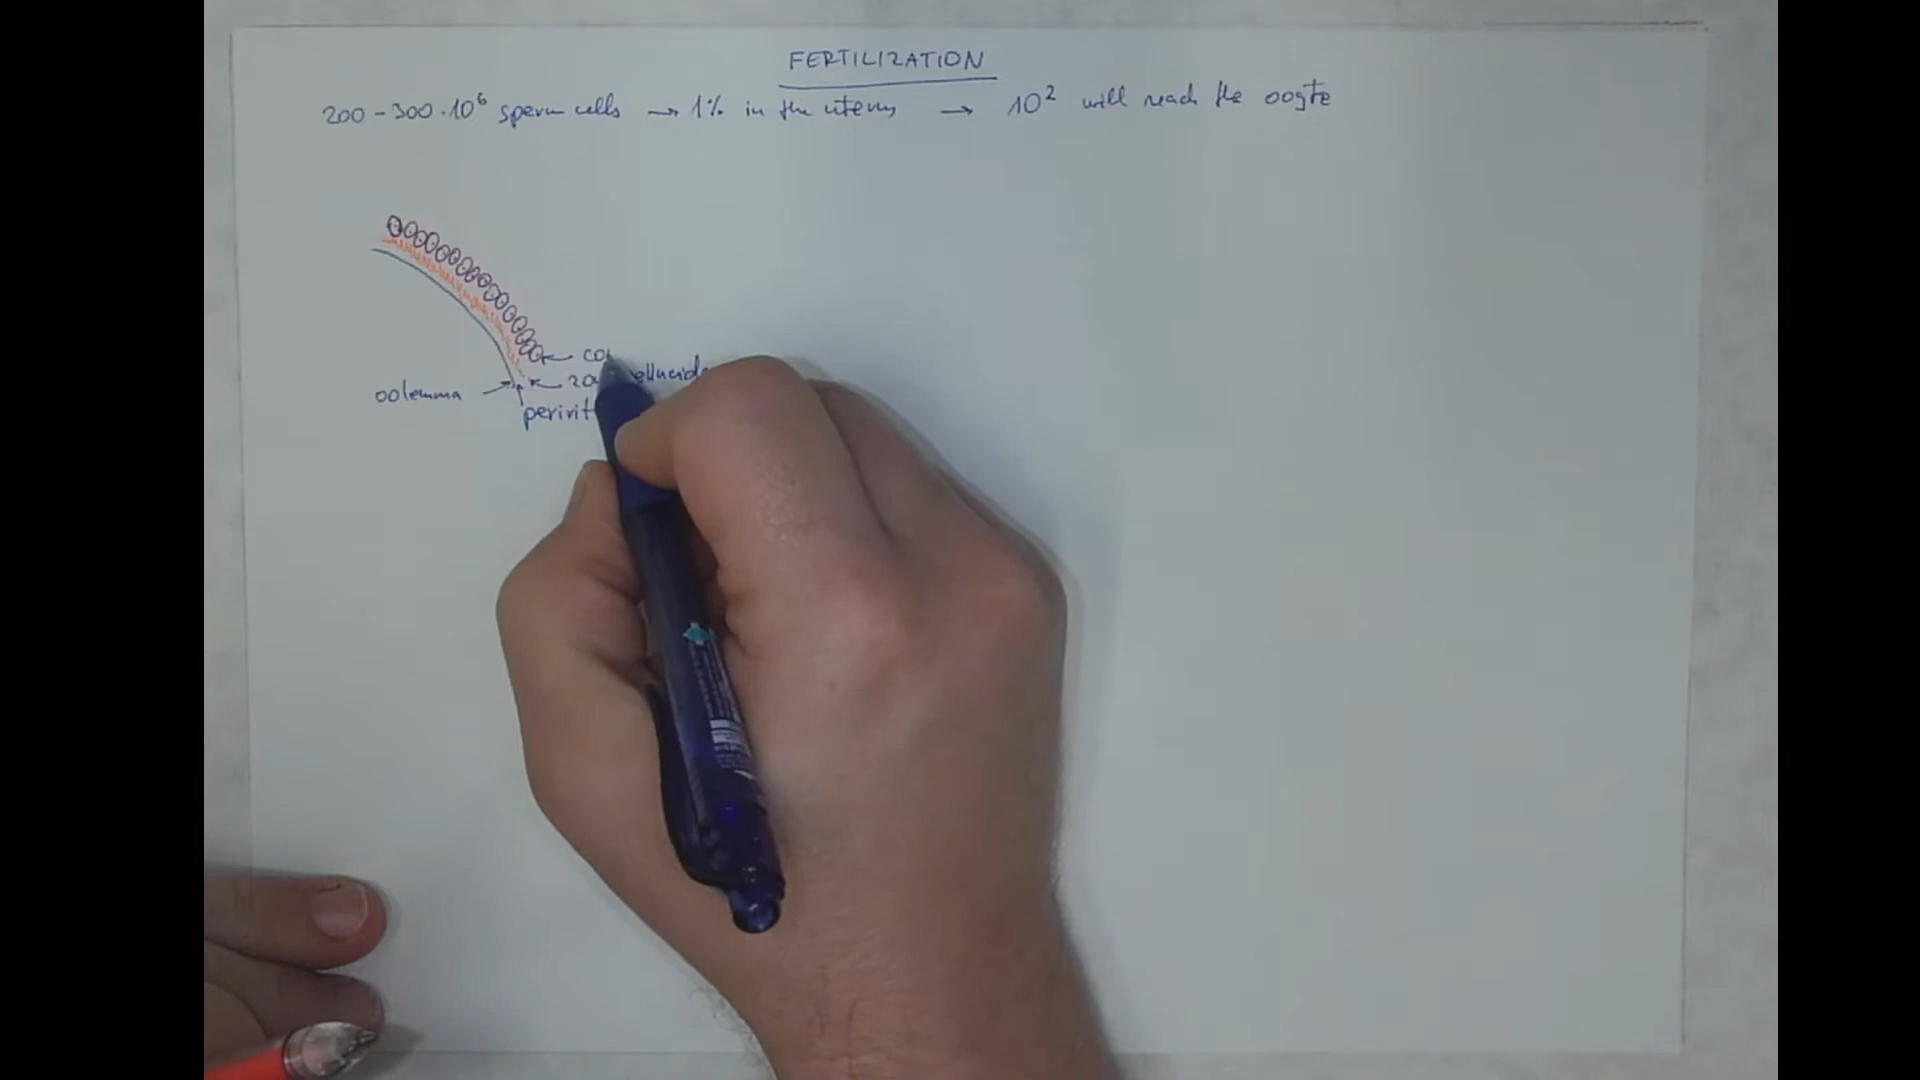 FERTILIZATION
200-300·10⁶ sperm cells → 1% in the uterus → 10² will reach the oocyte
oolemma